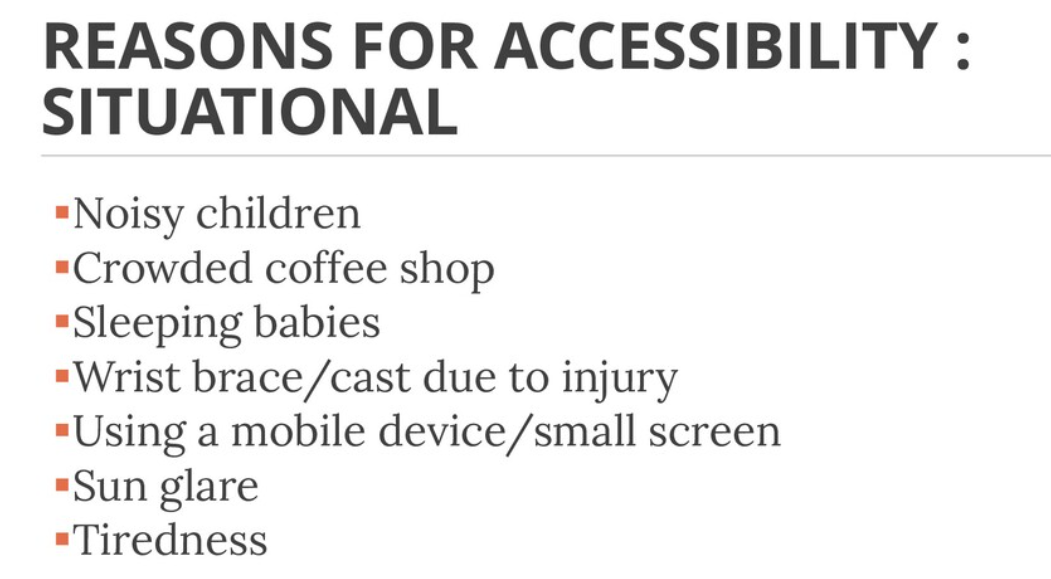 REASONS FOR ACCESSIBILITY :
SITUATIONAL
▪Noisy children
▪Crowded coffee shop
▪Sleeping babies
▪Wrist brace/cast due to injury
▪Using a mobile device/small screen
▪Sun glare
▪Tiredness